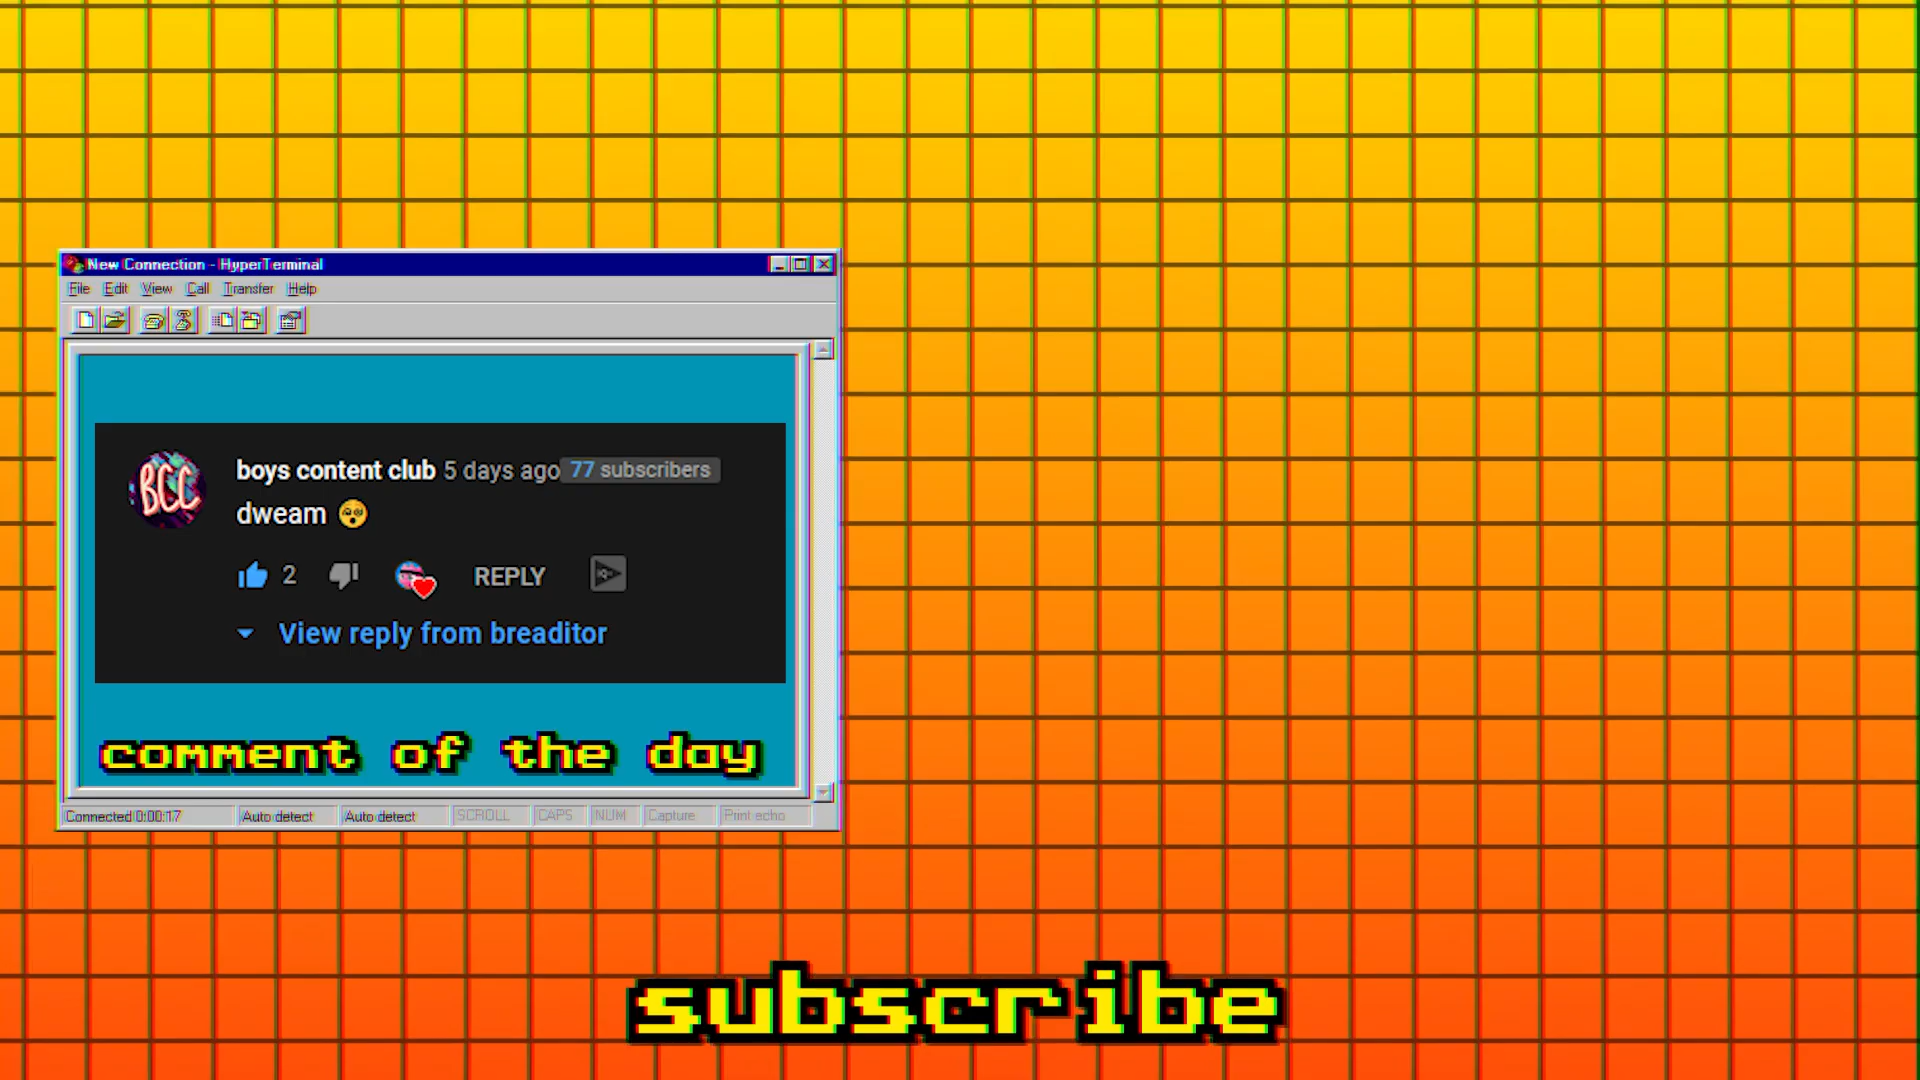 New Connection - HyperTerminal
File Edit View Call Transfer Help
BCC
boys content club 5 days ago 77 subscribers
dweam 🥺
2 REPLY
View reply from breaditor
comment of the day
Connected 0:00:17 Auto detect Auto detect SCROLL CAPS NUM Capture Print echo
subscribe